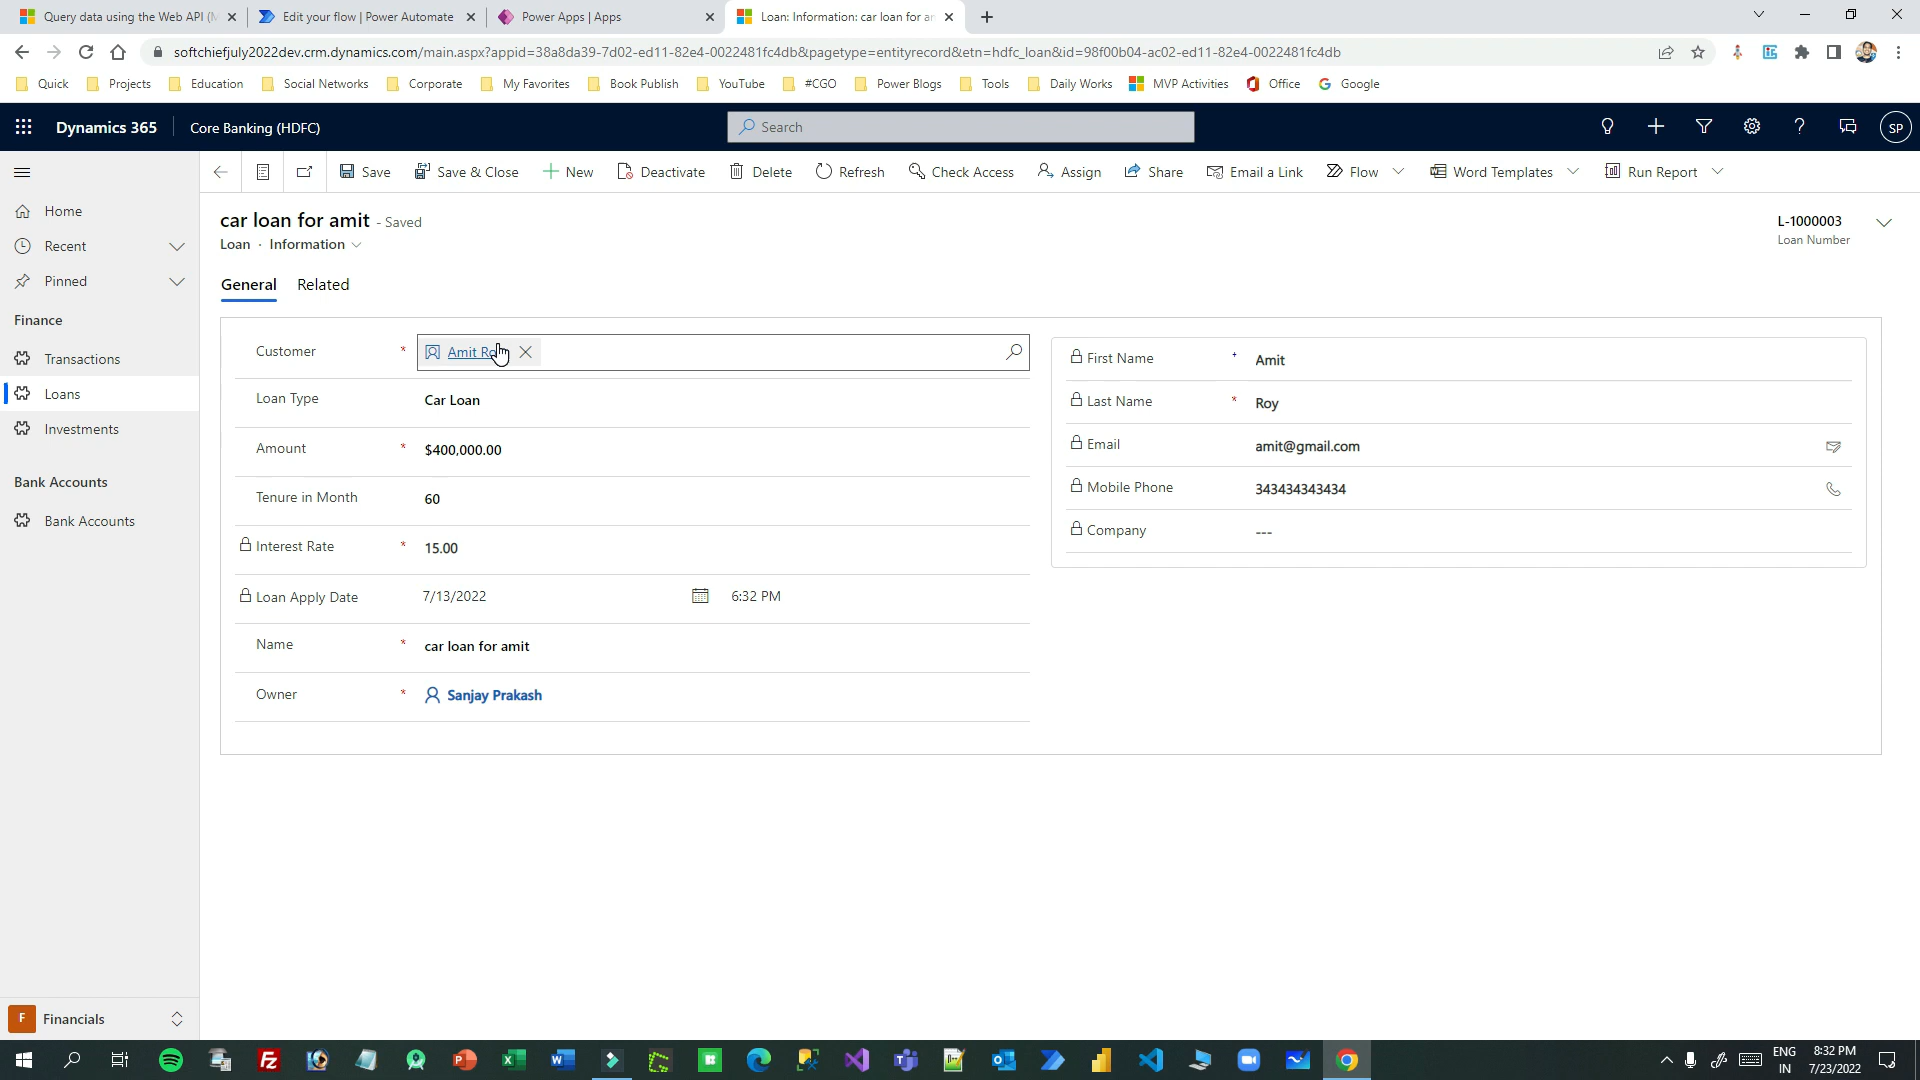 Query data using the Web API (M
Edit your flow | Power Automate
Power Apps | Apps
Loan: Information: car loan for an
softchiefjuly2022dev.crm.dynamics.com/main.aspx?appid=38a8da39-7d02-ed11-82e4-0022481fc4db&pagetype=entityrecord&etn=hdfc_loan&id=98f00b04-ac02-ed11-82e4-0022481fc4db
Quick Projects Education Social Networks Corporate My Favorites Book Publish YouTube #CGO Power Blogs Tools Daily Works MVP Activities Office Google
Dynamics 365 Core Banking (HDFC) Search SP
Save Save & Close New Deactivate Delete Refresh Check Access Assign Share Email a Link Flow Word Templates Run Report
Home
Recent
Pinned
Finance
Transactions
Loans
Investments
Bank Accounts
Bank Accounts
F Financials
car loan for amit - Saved
Loan · Information
L-1000003
Loan Number
General Related
Customer * Amit
Loan Type Car Loan
Amount * $400,000.00
Tenure in Month 60
Interest Rate * 15.00
Loan Apply Date 7/13/2022 6:32 PM
Name * car loan for amit
Owner * Sanjay Prakash
First Name + Amit
Last Name * Roy
Email amit@gmail.com
Mobile Phone 343434343434
Company ---
ENG
IN
8:32 PM
7/23/2022